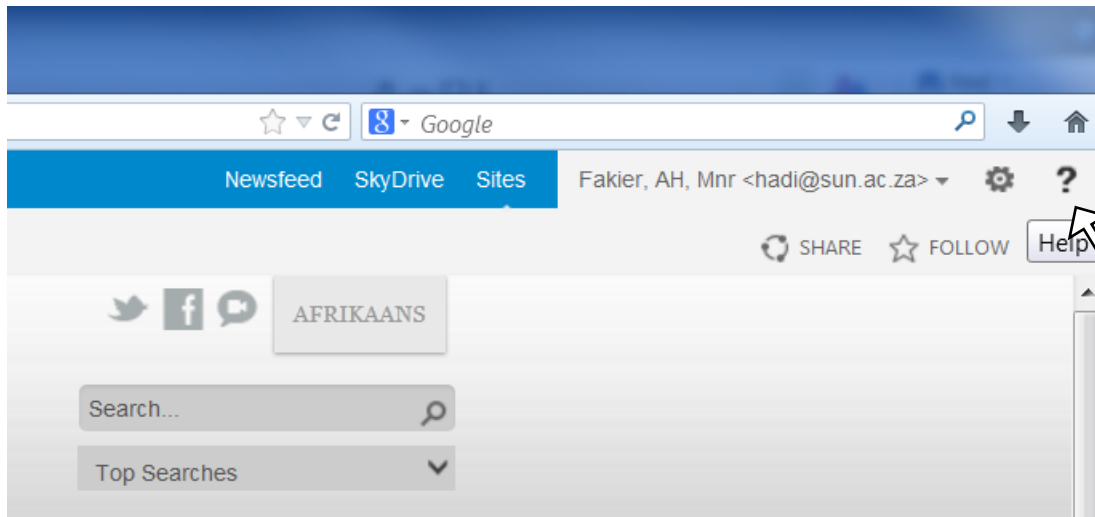 Google
Newsfeed SkyDrive Sites Fakier, AH, Mnr <hadi@sun.ac.za> ?
SHARE FOLLOW Help
f AFRIKAANS
Search...
Top Searches